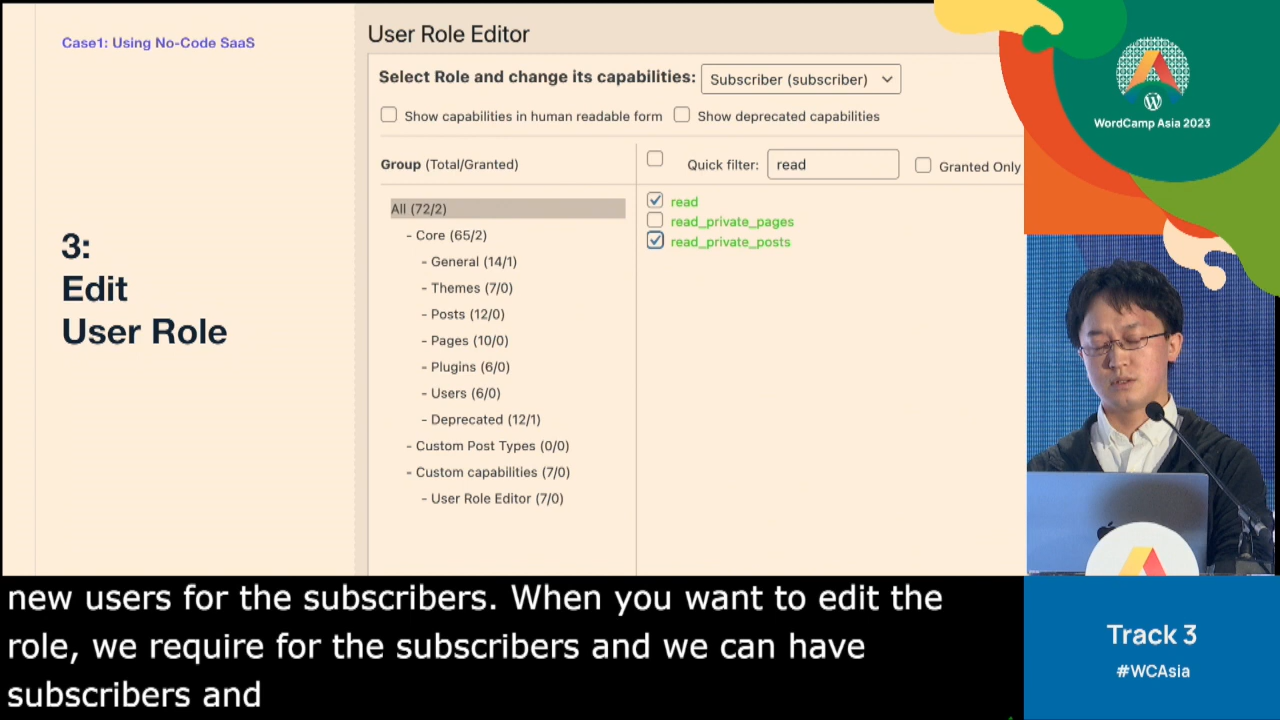 Case1: Using No-Code SaaS
3:
Edit
User Role
User Role Editor
Select Role and change its capabilities: Subscriber (subscriber)
Show capabilities in human readable form Show deprecated capabilities
Group (Total/Granted)
Quick filter: read Granted Only
All (72/2)
- Core (65/2)
- General (14/1)
- Themes (7/0)
- Posts (12/0)
- Pages (10/0)
- Plugins (6/0)
- Users (6/0)
- Deprecated (12/1)
- Custom Post Types (0/0)
- Custom capabilities (7/0)
- User Role Editor (7/0)
read
read_private_pages
read_private_posts
WordCamp Asia 2023
new users for the subscribers. When you want to edit the
role, we require for the subscribers and we can have
subscribers and
Track 3
#WCAsia